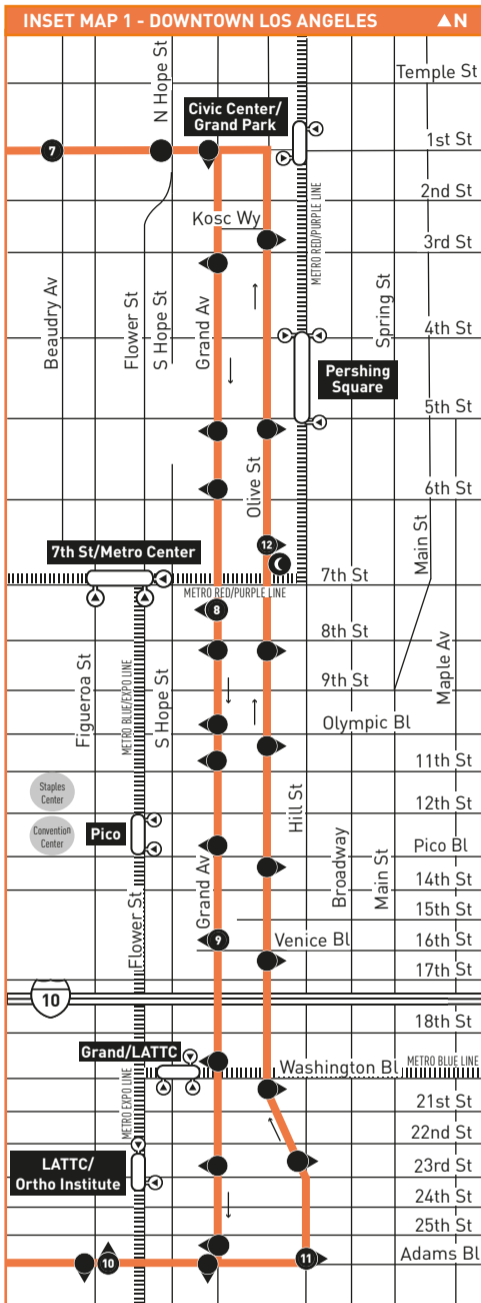 INSET MAP 1 - DOWNTOWN LOS ANGELES
N
N Hope St
Temple St
Civic Center/
Grand Park
1st St
7
2nd St
METRO RED/PURPLE LINE
Kosc Wy
3rd St
Beaudry Av
Flower St
S Hope St
Grand Av
Spring St
4th St
Pershing
Square
5th St
Olive St
6th St
12
Main St
7th St/Metro Center
7th St
METRO RED/PURPLE LINE
8
8th St
Figueroa St
METRO BLUE/EXPO LINE
S Hope St
9th St
Maple Av
Olympic Bl
11th St
Staples
Center
12th St
Hill St
Convention
Center
Pico
Pico Bl
Grand Av
Broadway
Main St
14th St
15th St
Flower St
9
Venice Bl
16th St
17th St
10
18th St
Grand/LATTC
Washington Bl
METRO BLUE LINE
METRO EXPO LINE
21st St
22nd St
LATTC/
Ortho Institute
23rd St
24th St
25th St
10
11
Adams Bl